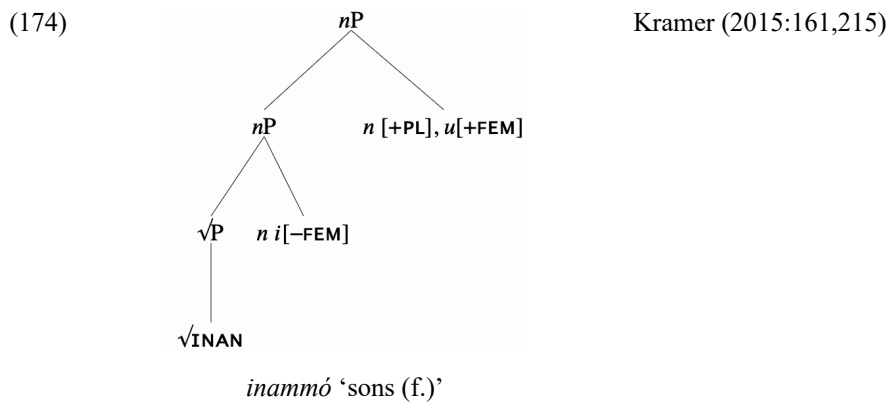 (174) nP Kramer (2015:161,215)
nP n [+PL], u[+FEM]
√P n i[−FEM]
√INAN
inammó ‘sons (f.)’